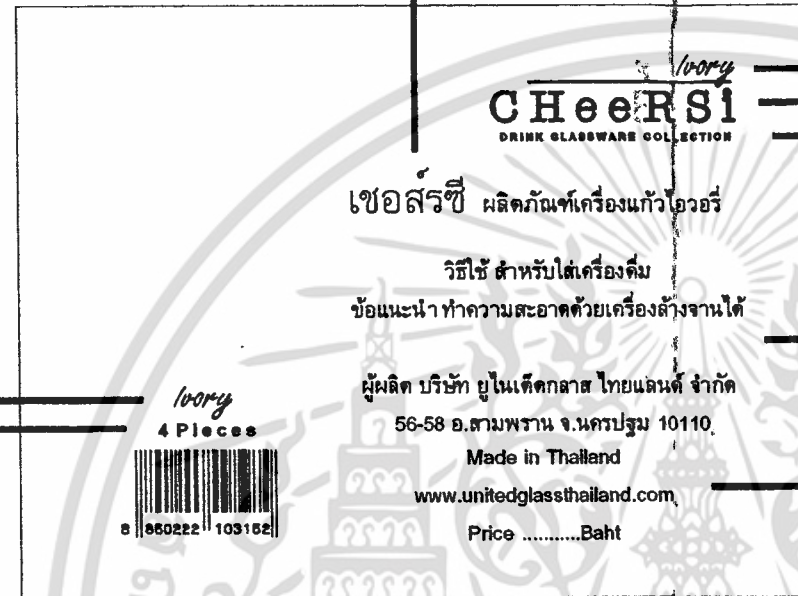 Ivory
CHeeRSi
DRINK GLASSWARE COLLECTION
เชอส์รซี่ ผลิตภัณฑ์เครื่องแก้วไอวอรี่
วิธีใช้ สำหรับใส่เครื่องดื่ม
ข้อแนะนำ ทำความสะอาดด้วยเครื่องล้างจานได้
ผู้ผลิต บริษัท ยูไนเต็ดกลาส ไทยแลนด์ จำกัด
56-58 อ.สามพราน จ.นครปฐม 10110
Made in Thailand
www.unitedglassthailand.com
Price ...........Baht
Ivory
4 Pieces
8 850222 103152